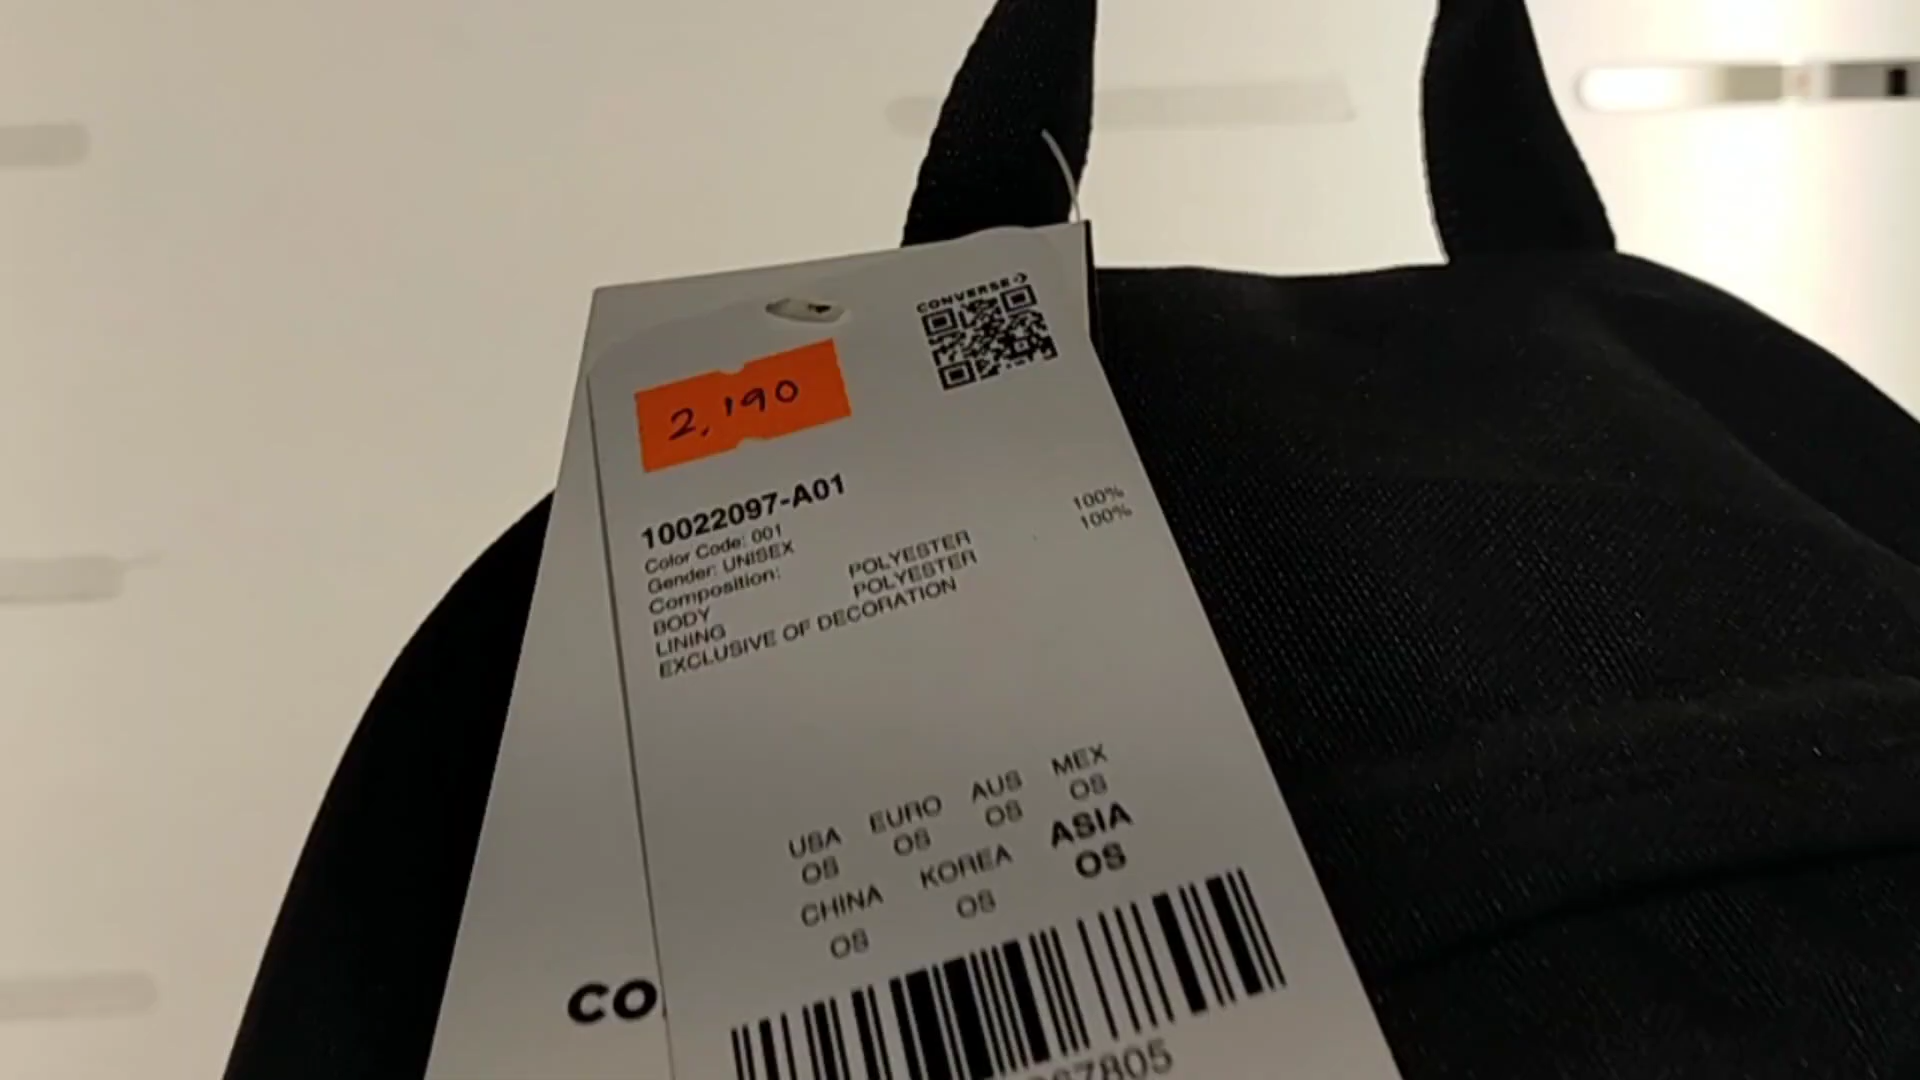 CONVERSE
2,190
10022097-A01
Color Code: 001
Gender: UNISEX
Composition:
BODY POLYESTER 100%
LINING POLYESTER 100%
EXCLUSIVE OF DECORATION
USA EURO AUS MEX
OS OS OS OS
CHINA KOREA ASIA
OS OS OS
CO
7805